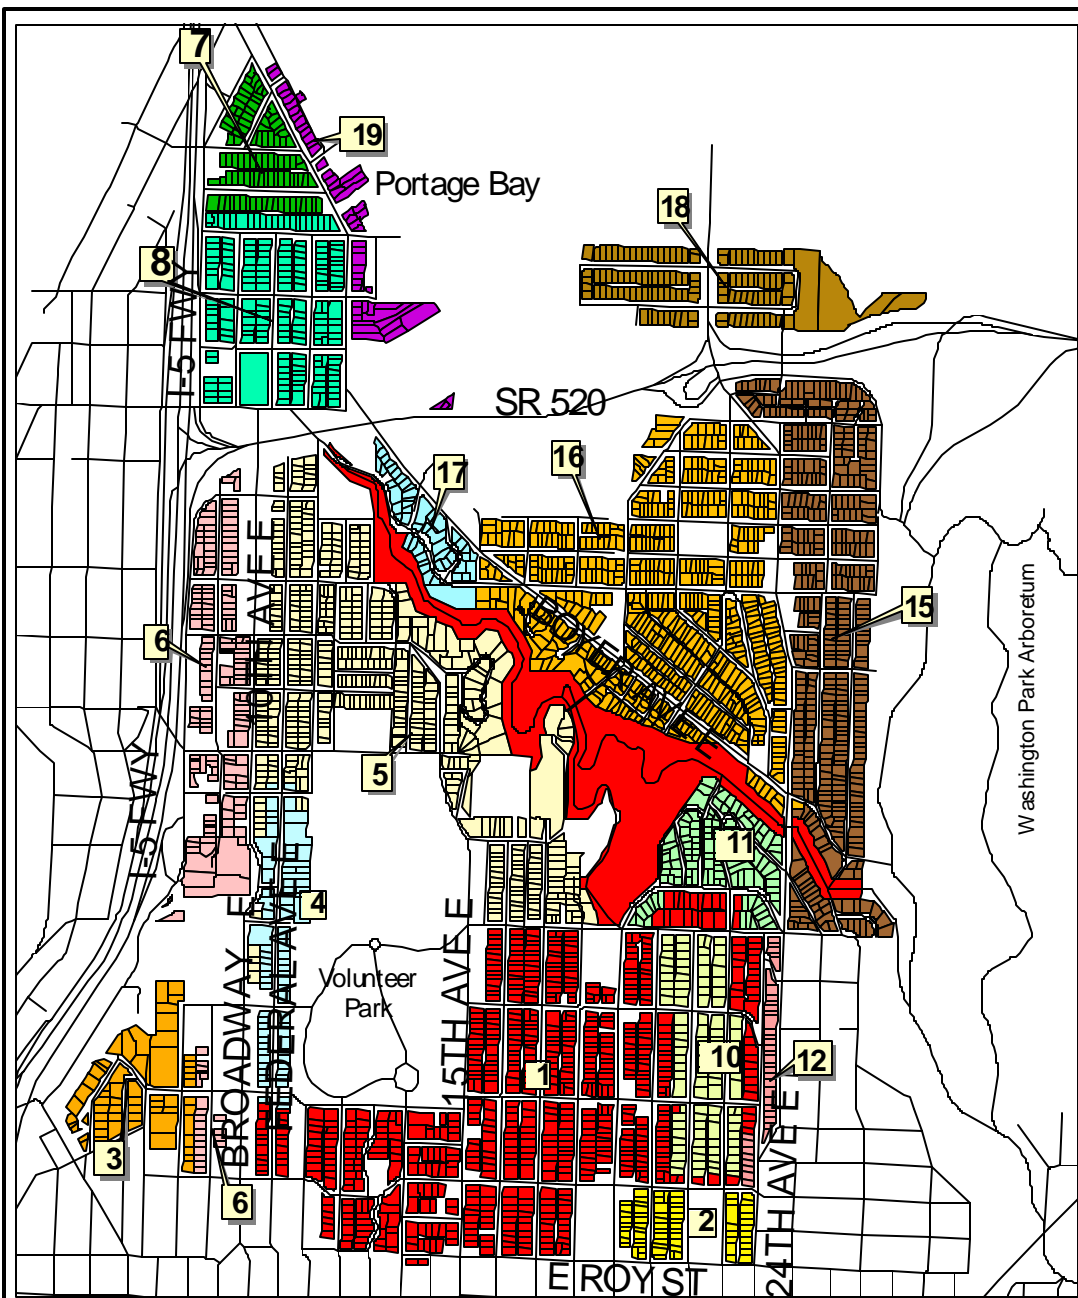 7
19
Portage Bay
18
8
I-5 FWY
SR 520
16
17
10TH AVE E
BOYER AVE E
15
Washington Park Arboretum
6
5
I-5 FWY
11
4
BROADWAY E
FEDERAL AVE E
15TH AVE E
Volunteer
Park
1
10
12
3
6
2
24TH AVE E
E ROY ST